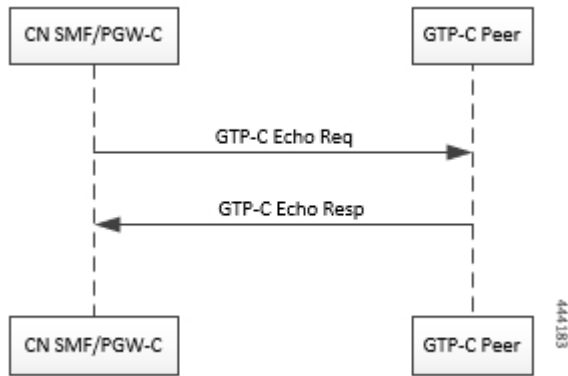 CN SMF/PGW-C
GTP-C Peer
GTP-C Echo Req
GTP-C Echo Resp
CN SMF/PGW-C
GTP-C Peer
444183